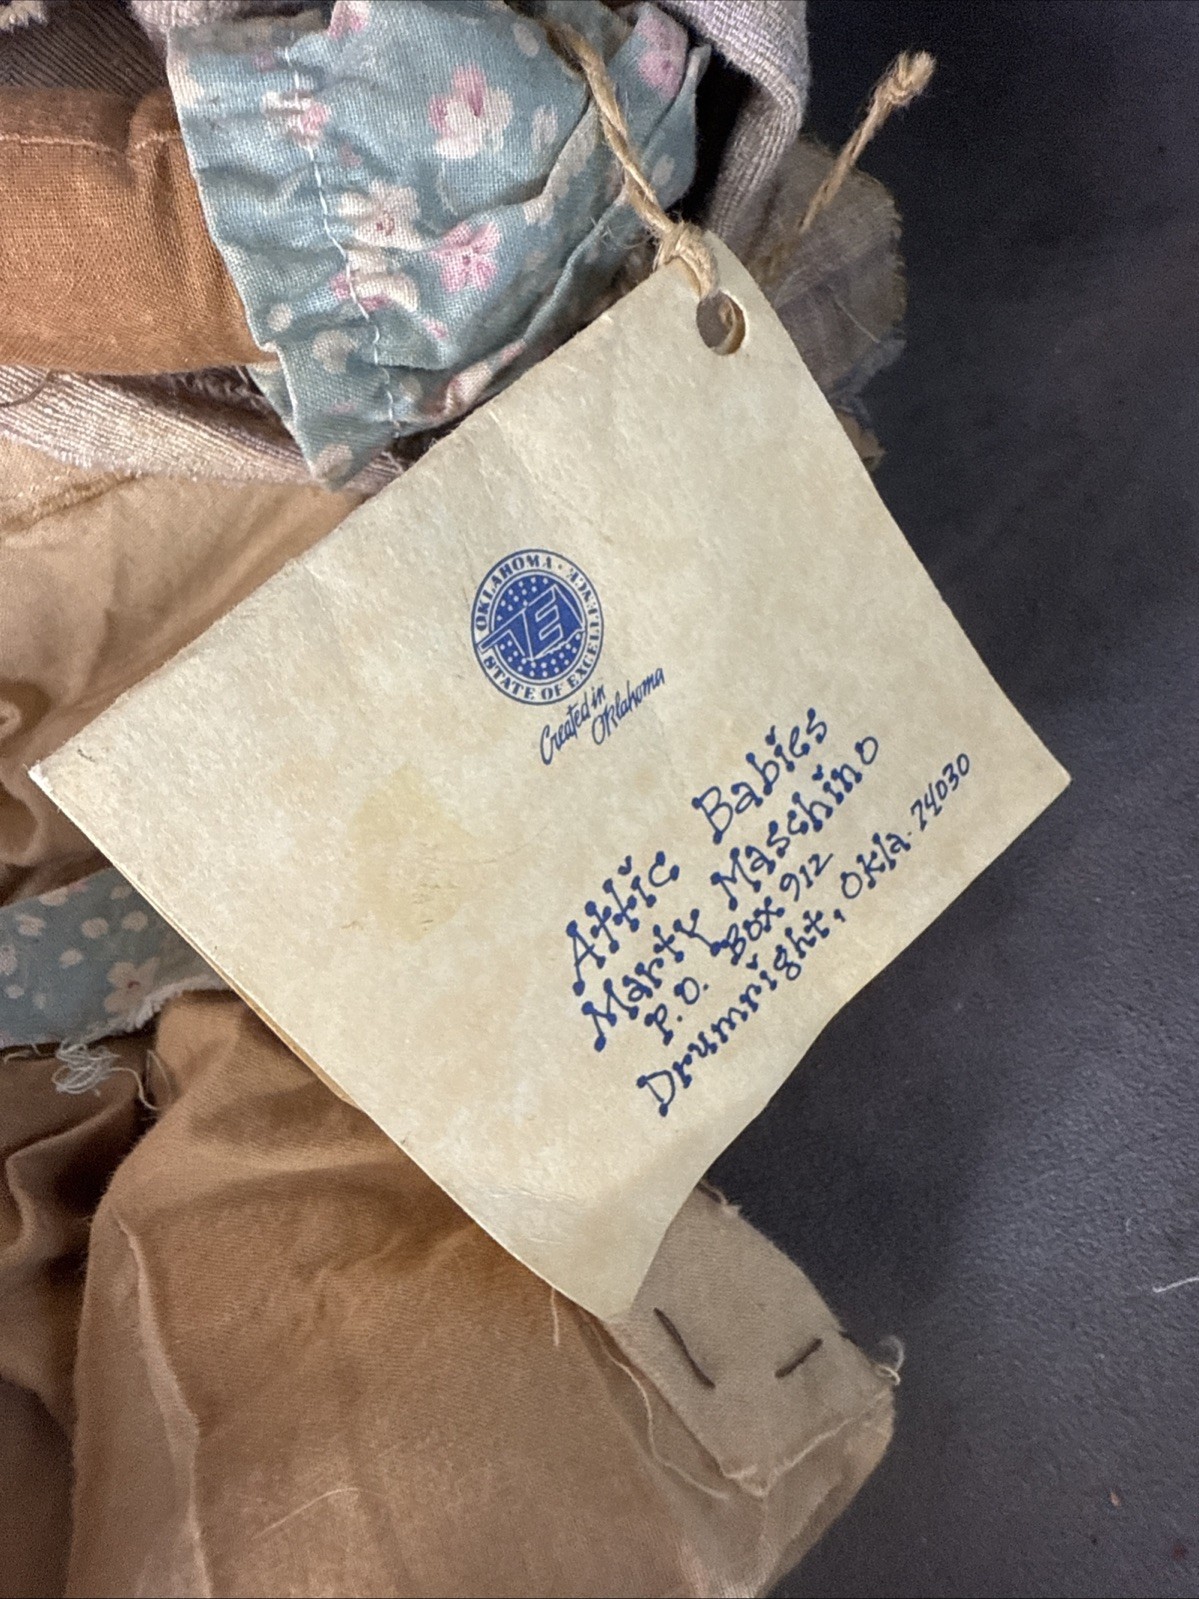 OKLAHOMA • STATE OF EXCELLENCE •
E
Created in
Oklahoma
Attic Babies
Marty Maschino
P.O. Box 912
Drumright, Okla. 74030